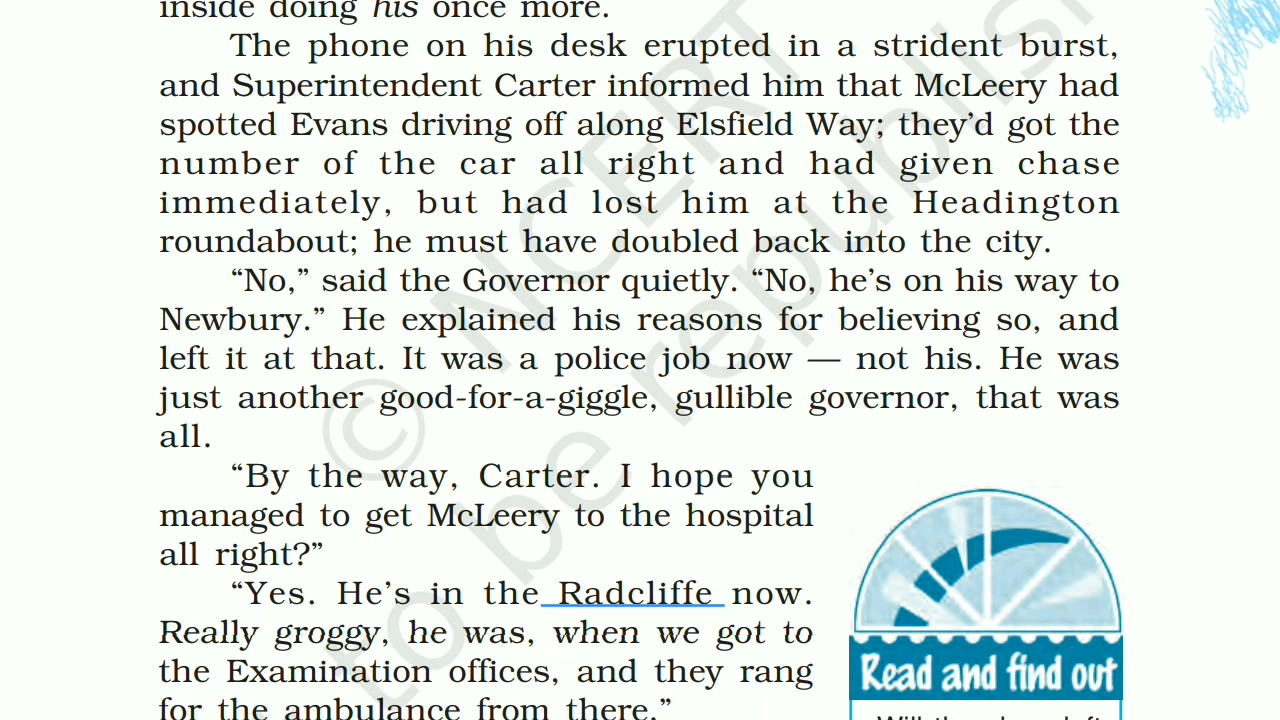 inside doing his once more.
The phone on his desk erupted in a strident burst,
and Superintendent Carter informed him that McLeery had
spotted Evans driving off along Elsfield Way; they’d got the
number of the car all right and had given chase
immediately, but had lost him at the Headington
roundabout; he must have doubled back into the city.
“No,” said the Governor quietly. “No, he’s on his way to
Newbury.” He explained his reasons for believing so, and
left it at that. It was a police job now — not his. He was
just another good-for-a-giggle, gullible governor, that was
all.
“By the way, Carter. I hope you
managed to get McLeery to the hospital
all right?”
“Yes. He’s in the Radcliffe now.
Really groggy, he was, when we got to
the Examination offices, and they rang
for the ambulance from there.”
Read and find out
© NCERT
to be republish